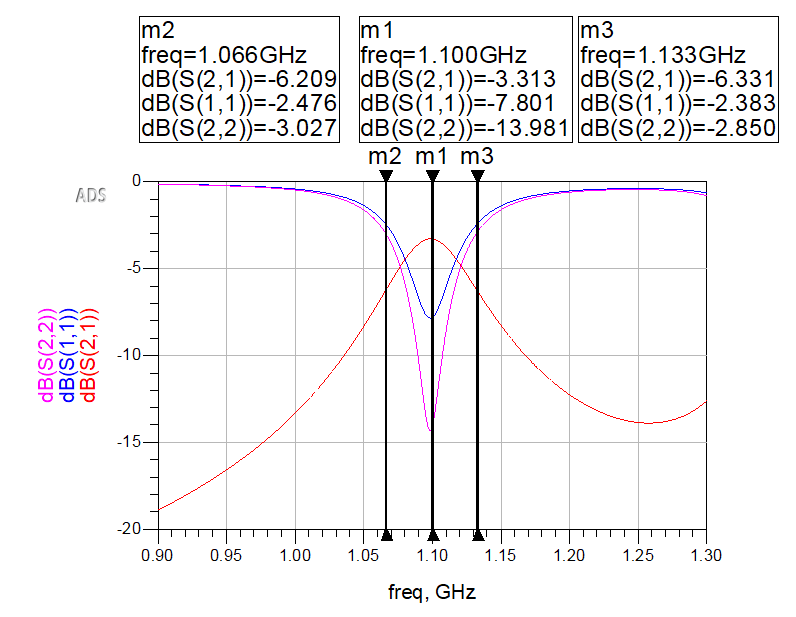 m2
freq=1.066GHz
dB(S(2,1))=-6.209
dB(S(1,1))=-2.476
dB(S(2,2))=-3.027
m1
freq=1.100GHz
dB(S(2,1))=-3.313
dB(S(1,1))=-7.801
dB(S(2,2))=-13.981
m3
freq=1.133GHz
dB(S(2,1))=-6.331
dB(S(1,1))=-2.383
dB(S(2,2))=-2.850
m2 m1 m3
ADS
0
-5
-10
-15
-20
dB(S(2,2))
dB(S(1,1))
dB(S(2,1))
0.90 0.95 1.00 1.05 1.10 1.15 1.20 1.25 1.30
freq, GHz